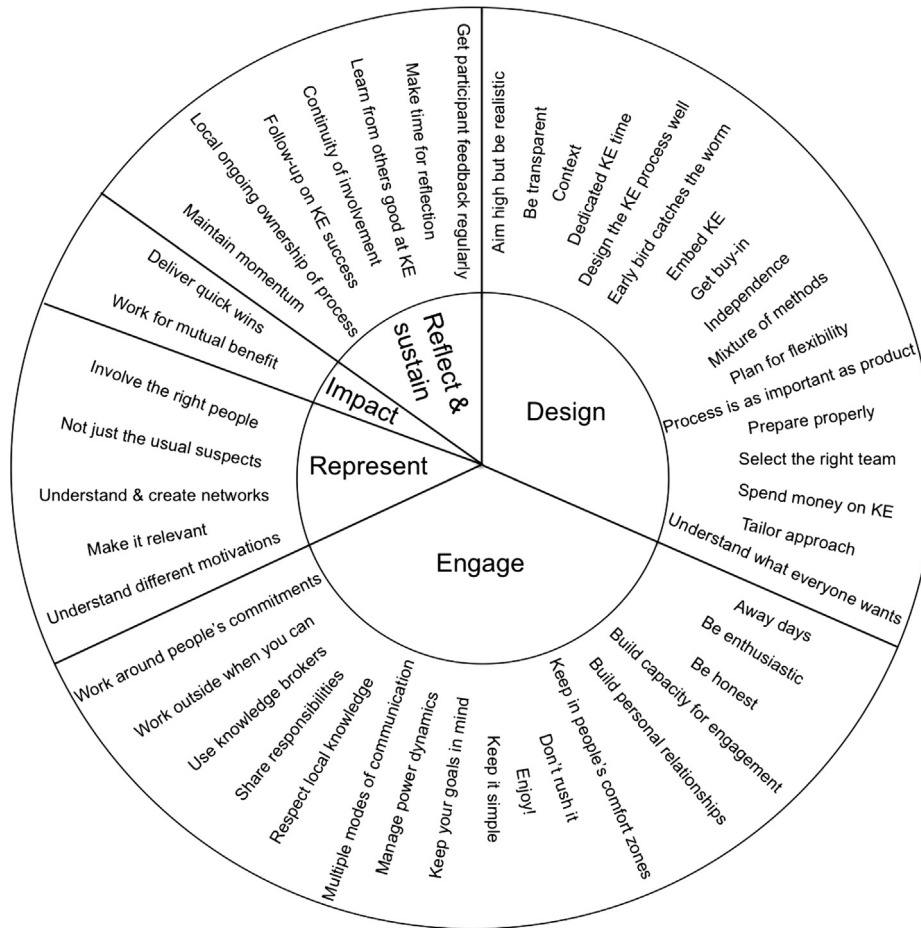 Design
Aim high but be realistic
Be transparent
Context
Dedicated KE time
Design the KE process well
Early bird catches the worm
Embed KE
Get buy-in
Independence
Mixture of methods
Plan for flexibility
Process is as important as product
Prepare properly
Select the right team
Spend money on KE
Tailor approach
Understand what everyone wants
Engage
Away days
Be enthusiastic
Be honest
Build capacity for engagement
Build personal relationships
Keep in people's comfort zones
Don't rush it
Enjoy!
Keep it simple
Keep your goals in mind
Manage power dynamics
Multiple modes of communication
Respect local knowledge
Share responsibilities
Use knowledge brokers
Work outside when you can
Work around people's commitments
Represent
Understand different motivations
Make it relevant
Understand & create networks
Not just the usual suspects
Involve the right people
Impact
Work for mutual benefit
Deliver quick wins
Reflect &
sustain
Maintain momentum
Local ongoing ownership of process
Follow-up on KE success
Continuity of involvement
Learn from others good at KE
Make time for reflection
Get participant feedback regularly